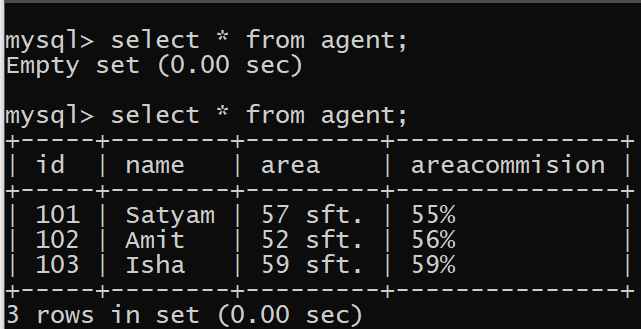 mysql> select * from agent;
Empty set (0.00 sec)
mysql> select * from agent;
+-----+--------+---------+---------------+
| id  | name   | area    | areacommision |
+-----+--------+---------+---------------+
| 101 | Satyam | 57 sft. | 55%           |
| 102 | Amit   | 52 sft. | 56%           |
| 103 | Isha   | 59 sft. | 59%           |
+-----+--------+---------+---------------+
3 rows in set (0.00 sec)